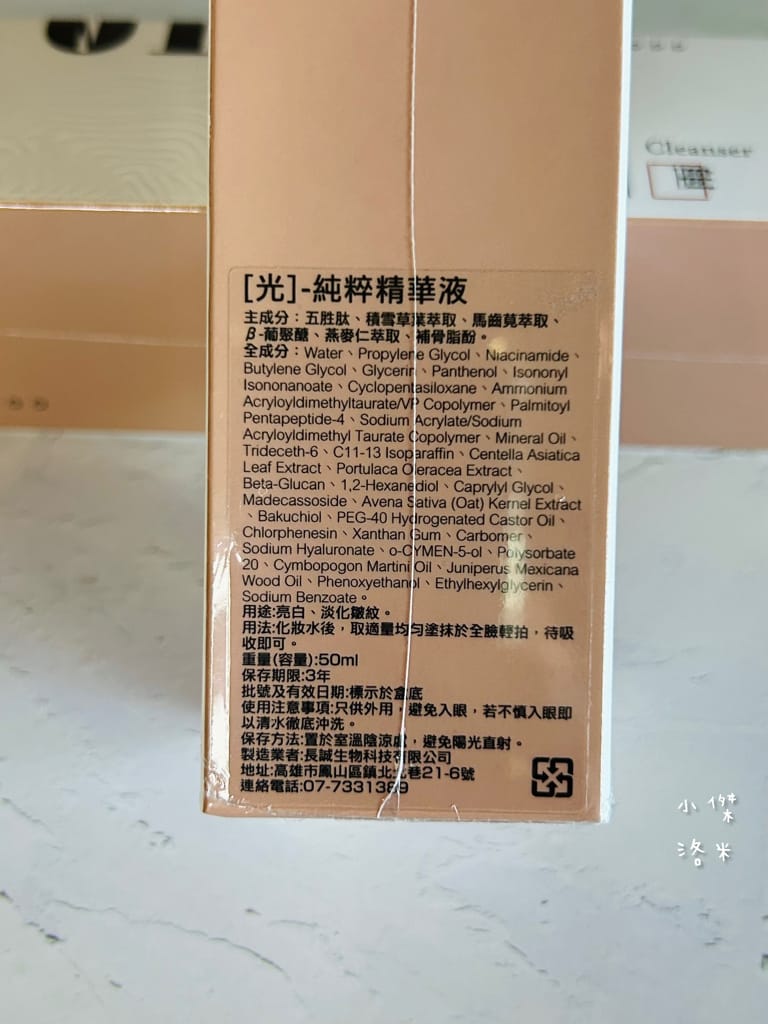 Cleanser
[光]-純粹精華液
主成分：五胜肽、積雪草葉萃取、馬齒莧萃取、
β-葡聚醣、燕麥仁萃取、補骨脂酚。
全成分：Water、Propylene Glycol、Niacinamide、
Butylene Glycol、Glycerin、Panthenol、Isononyl
Isononanoate、Cyclopentasiloxane、Ammonium
Acryloyldimethyltaurate/VP Copolymer、Palmitoyl
Pentapeptide-4、Sodium Acrylate/Sodium
Acryloyldimethyl Taurate Copolymer、Mineral Oil、
Trideceth-6、C11-13 Isoparaffin、Centella Asiatica
Leaf Extract、Portulaca Oleracea Extract、
Beta-Glucan、1,2-Hexanediol、Caprylyl Glycol、
Madecassoside、Avena Sativa (Oat) Kernel Extract
、Bakuchiol、PEG-40 Hydrogenated Castor Oil、
Chlorphenesin、Xanthan Gum、Carbomer、
Sodium Hyaluronate、o-CYMEN-5-ol、Polysorbate
20、Cymbopogon Martini Oil、Juniperus Mexicana
Wood Oil、Phenoxyethanol、Ethylhexylglycerin、
Sodium Benzoate。
用途:亮白、淡化皺紋。
用法:化妝水後，取適量均勻塗抹於全臉輕拍，待吸
收即可。
重量(容量):50ml
保存期限:3年
批號及有效日期:標示於盒底
使用注意事項:只供外用，避免入眼，若不慎入眼即
以清水徹底沖洗。
保存方法:置於室溫陰涼處，避免陽光直射。
製造業者:長誠生物科技有限公司
地址:高雄市鳳山區鎮北北巷21-6號
連絡電話:07-7331389
小傑
洛米